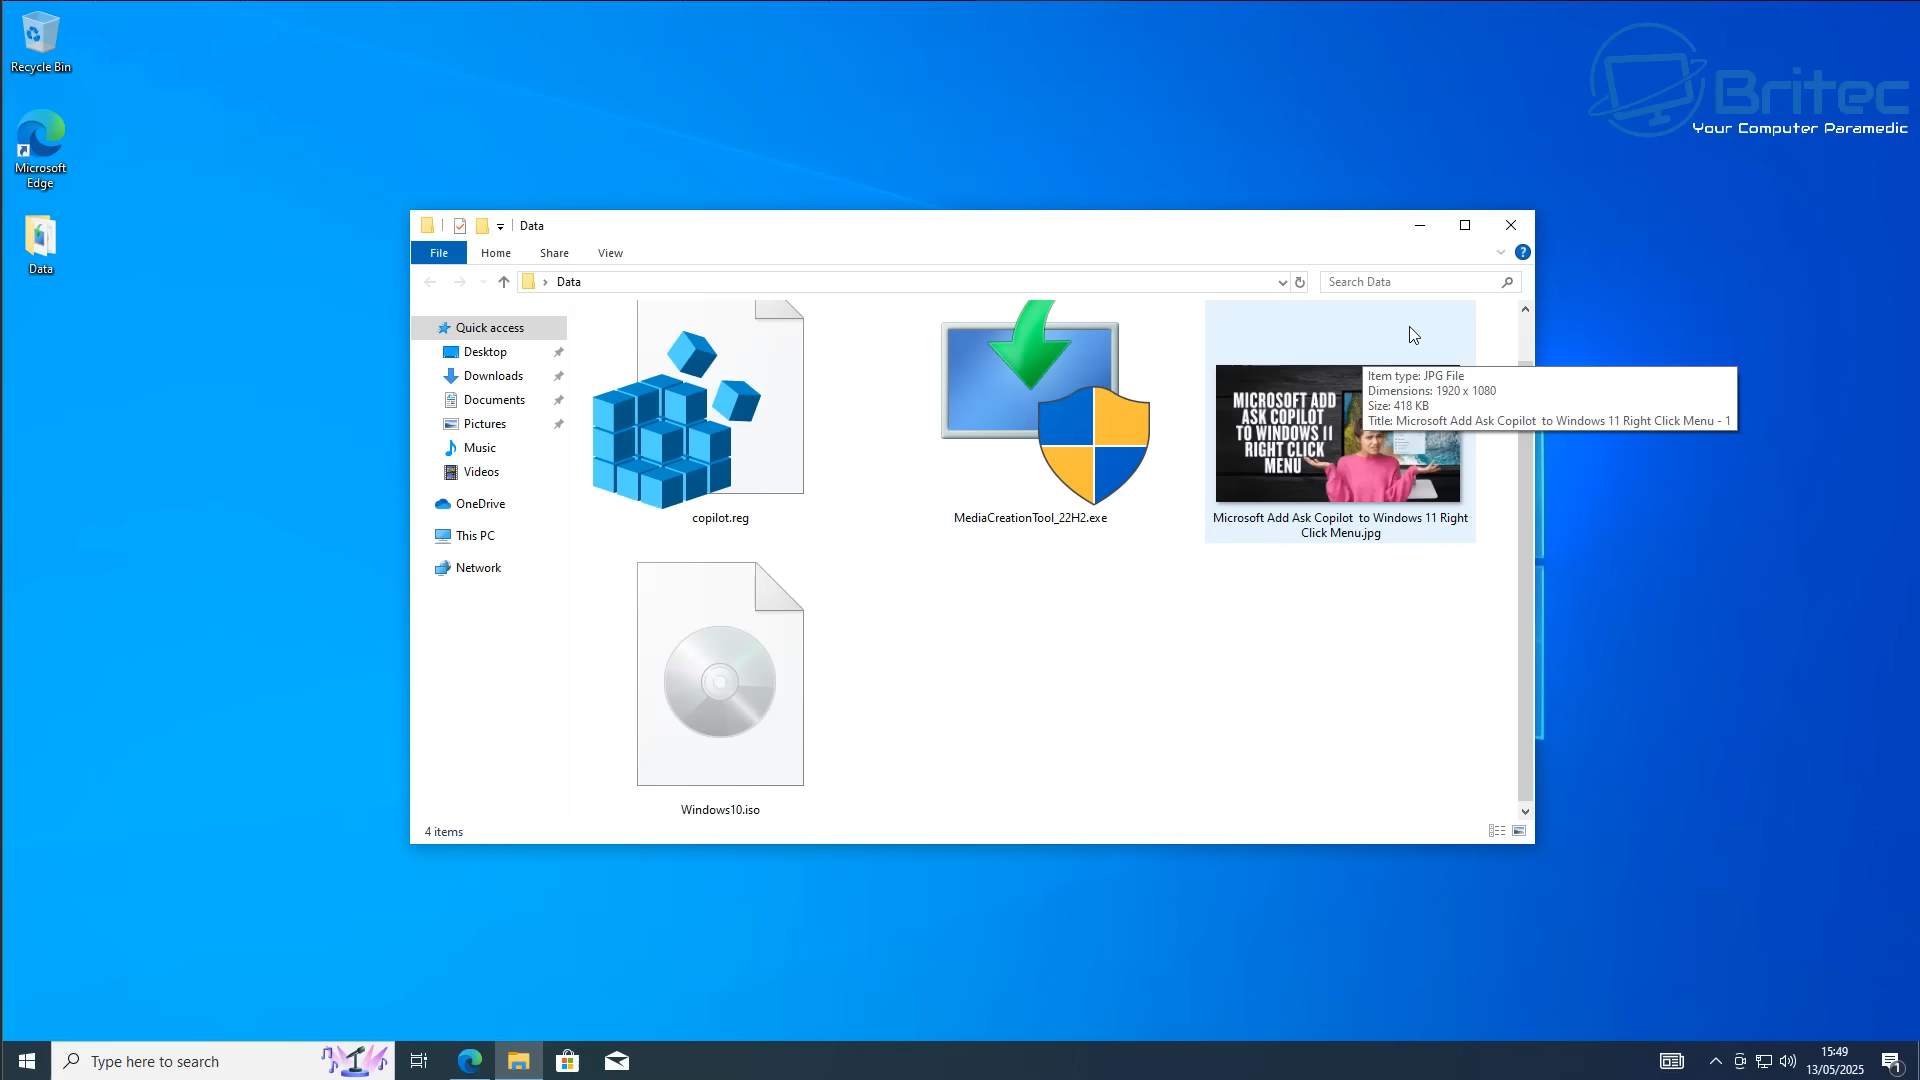 Recycle Bin
Microsoft
Edge
Data
Britec
Your Computer Paramedic
Data
File
Home
Share
View
Data
Search Data
Quick access
Desktop
Downloads
Documents
Pictures
Music
Videos
OneDrive
This PC
Network
copilot.reg
MediaCreationTool_22H2.exe
MICROSOFT ADD
ASK COPILOT
TO WINDOWS 11
RIGHT CLICK
MENU
Item type: JPG File
Dimensions: 1920 x 1080
Size: 418 KB
Title: Microsoft Add Ask Copilot  to Windows 11 Right Click Menu - 1
Microsoft Add Ask Copilot  to Windows 11 Right
Click Menu.jpg
Windows10.iso
4 items
Type here to search
15:49
13/05/2025
1